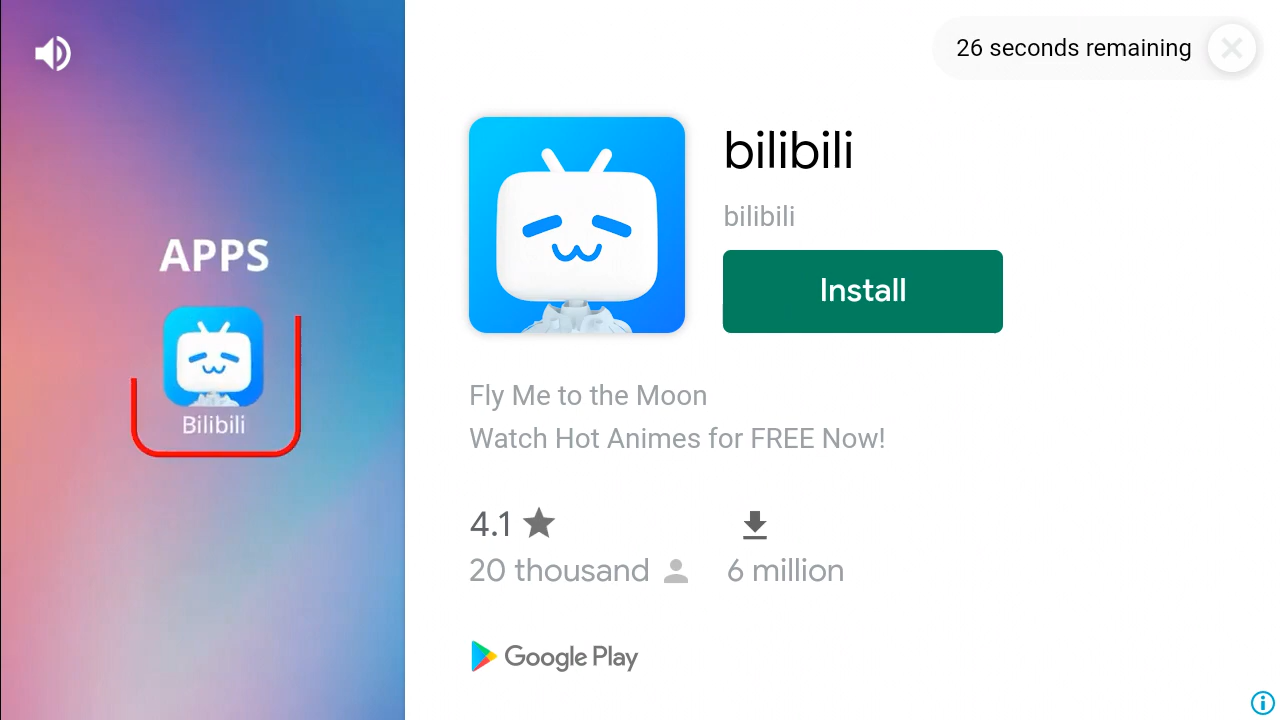 APPS
Bilibili
26 seconds remaining
bilibili
bilibili
Install
Fly Me to the Moon
Watch Hot Animes for FREE Now!
4.1
20 thousand
6 million
Google Play